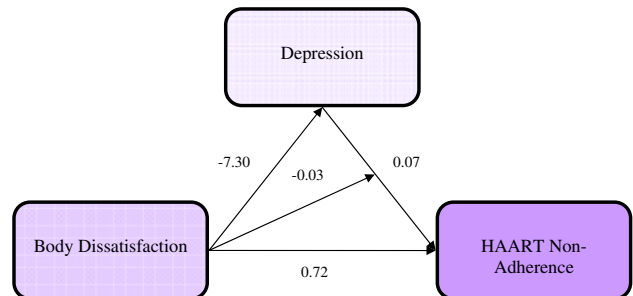 Depression
-7.30
-0.03
0.07
Body Dissatisfaction
HAART Non-
Adherence
0.72